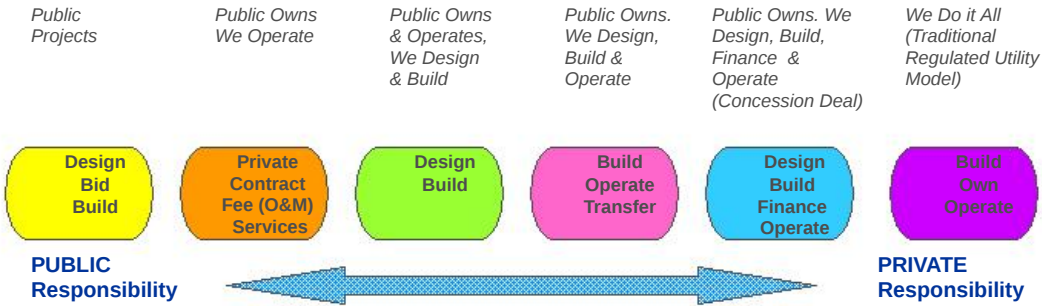 Public
Projects
Public Owns
We Operate
Public Owns
& Operates,
We Design
& Build
Public Owns.
We Design,
Build &
Operate
Public Owns. We
Design, Build,
Finance &
Operate
(Concession Deal)
We Do it All
(Traditional
Regulated Utility
Model)
Design
Bid
Build
Private
Contract
Fee (O&M)
Services
Design
Build
Build
Operate
Transfer
Design
Build
Finance
Operate
Build
Own
Operate
PUBLIC
Responsibility
PRIVATE
Responsibility